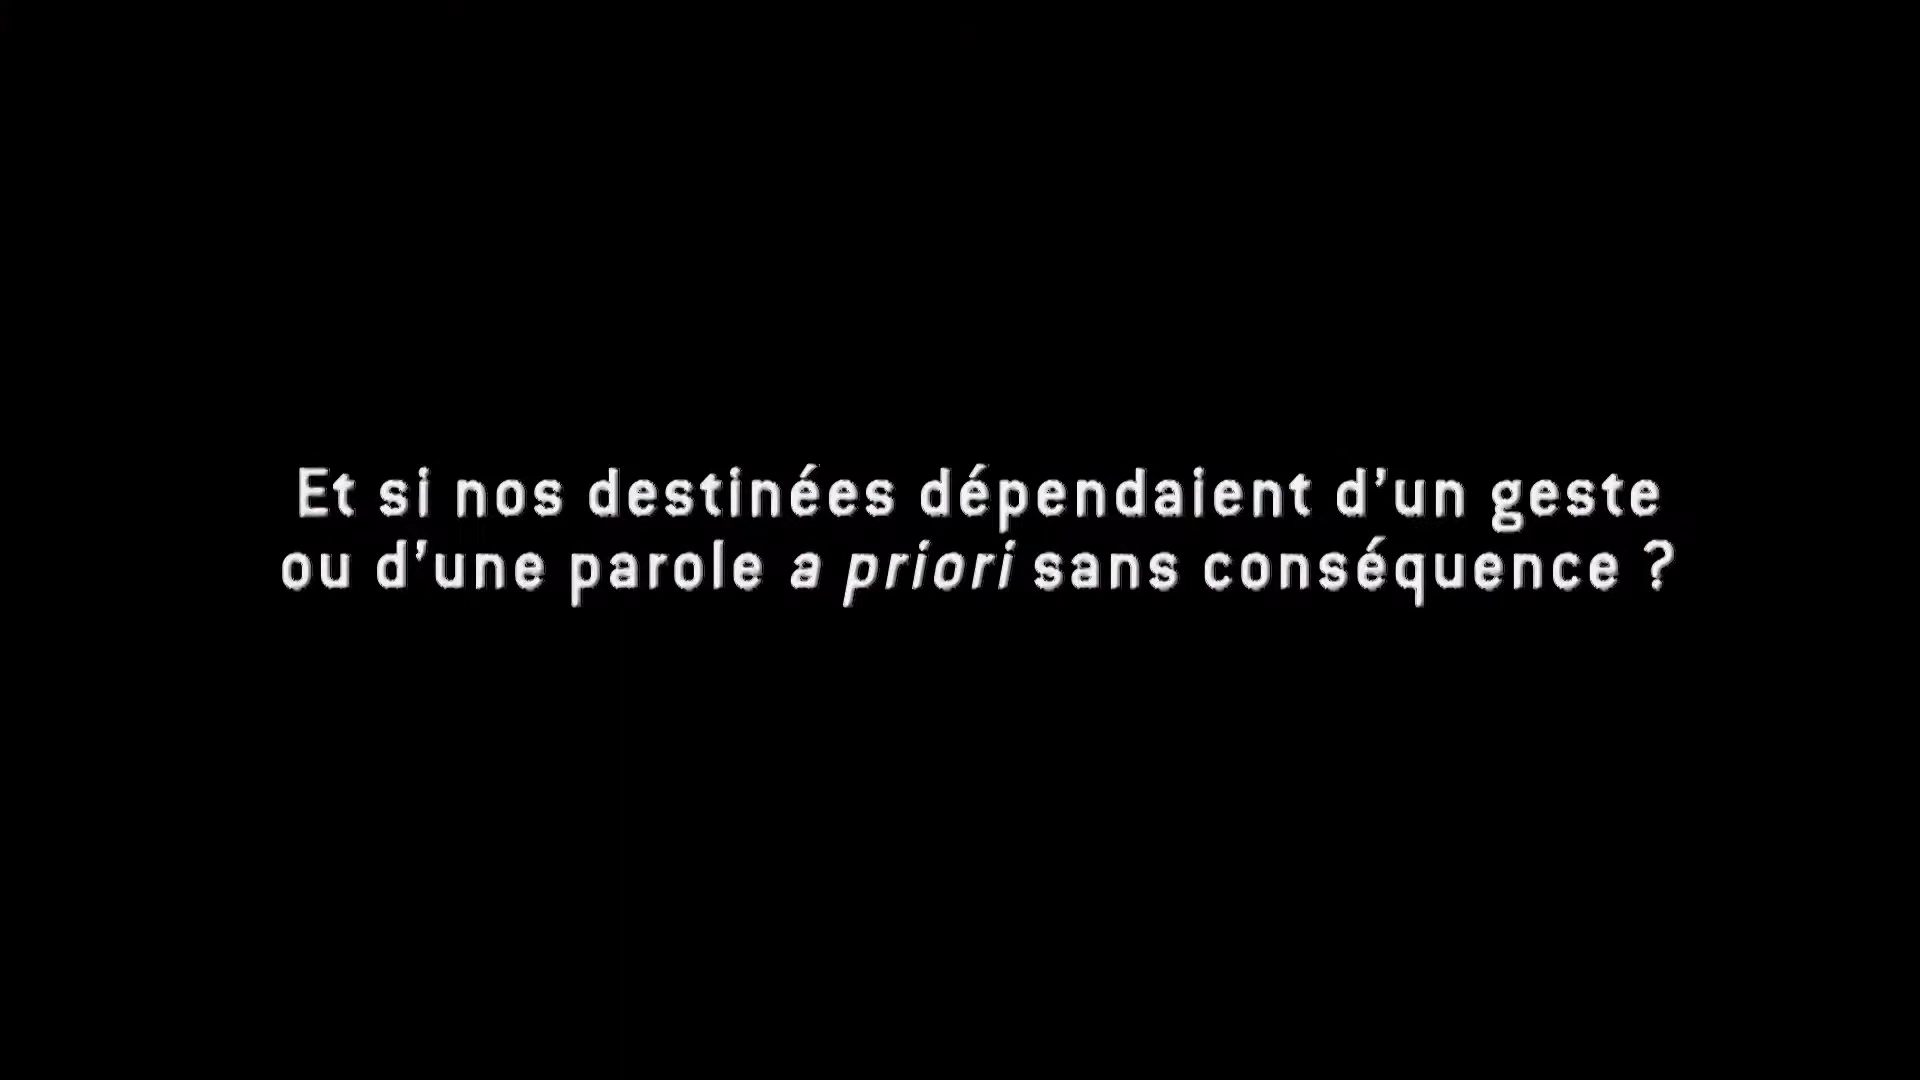 Et si nos destinées dépendaient d’un geste
ou d’une parole a priori sans conséquence ?